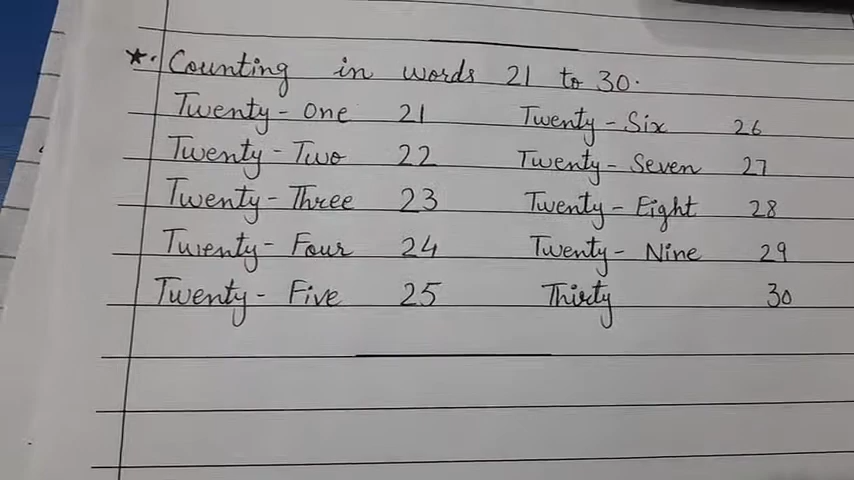 ★. Counting in words 21 to 30.
Twenty - One 21 Twenty - Six 26
Twenty - Two 22 Twenty - Seven 27
Twenty - Three 23 Twenty - Eight 28
Twenty - Four 24 Twenty - Nine 29
Twenty - Five 25 Thirty 30